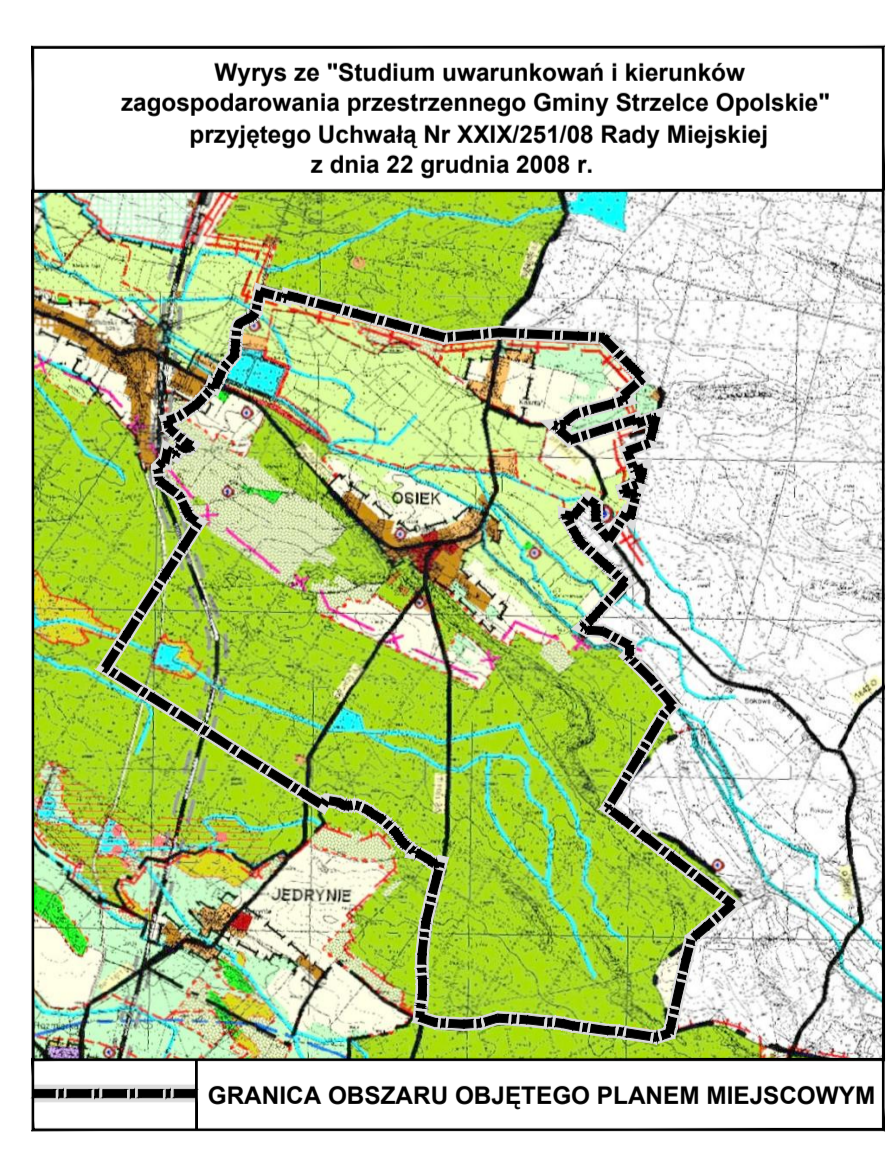 Wyrys ze "Studium uwarunkowań i kierunków
zagospodarowania przestrzennego Gminy Strzelce Opolskie"
przyjętego Uchwałą Nr XXIX/251/08 Rady Miejskiej
z dnia 22 grudnia 2008 r.
OSIEK
JĘDRYNIE
GRANICA OBSZARU OBJĘTEGO PLANEM MIEJSCOWYM